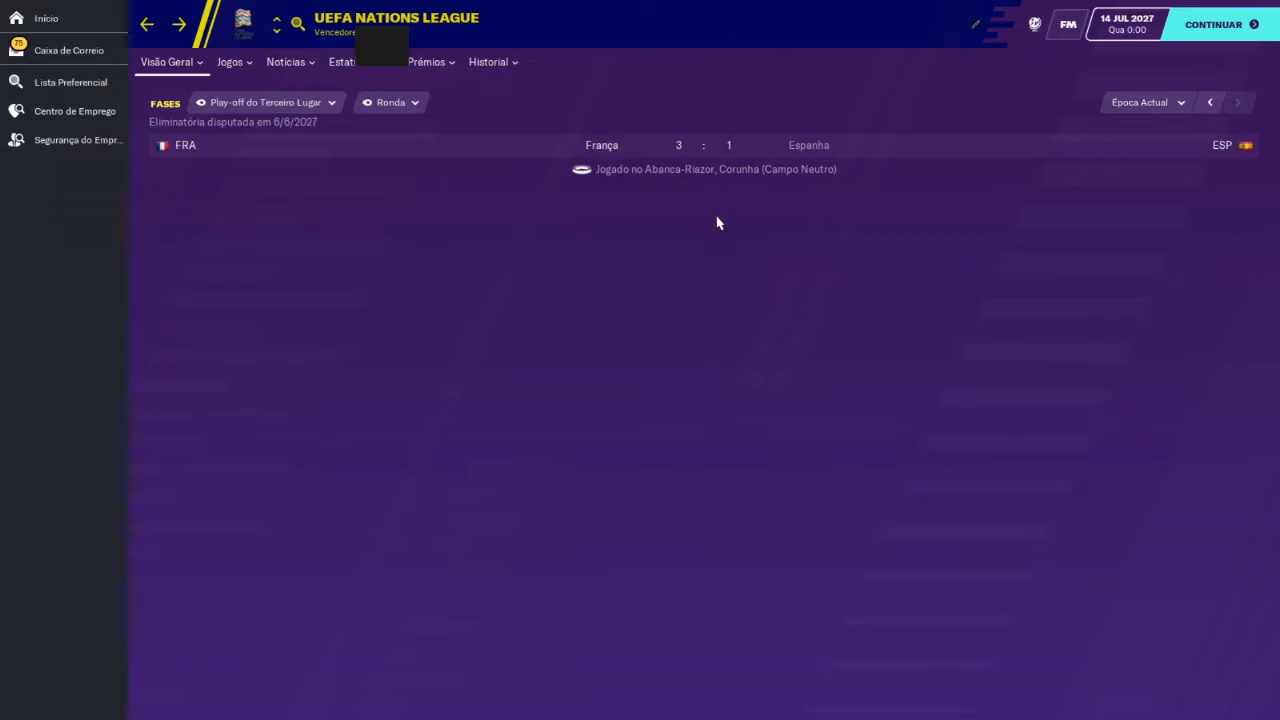 Início
75
Caixa de Correio
Lista Preferencial
Centro de Emprego
Segurança do Empr...
UEFA NATIONS LEAGUE
Vencedore
FM
14 JUL 2027
Qua 0:00
CONTINUAR
Visão Geral
Jogos
Notícias
Estatí
Prémios
Historial
FASES
Play-off do Terceiro Lugar
Ronda
Época Actual
Eliminatória disputada em 6/6/2027
FRA França 3 : 1 Espanha ESP
Jogado no Abanca-Riazor, Corunha (Campo Neutro)